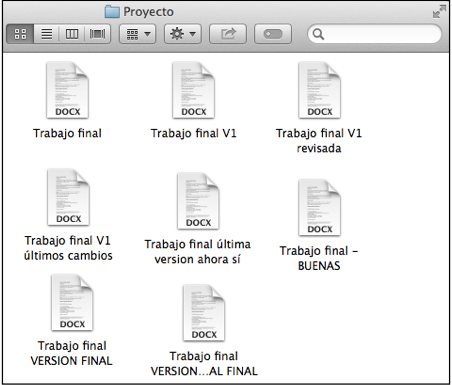 Proyecto
DOCX
DOCX
DOCX
Trabajo final
Trabajo final V1
Trabajo final V1
revisada
DOCX
DOCX
DOCX
Trabajo final V1
últimos cambios
Trabajo final última
version ahora sí
Trabajo final -
BUENAS
DOCX
DOCX
Trabajo final
VERSION FINAL
Trabajo final
VERSION...AL FINAL